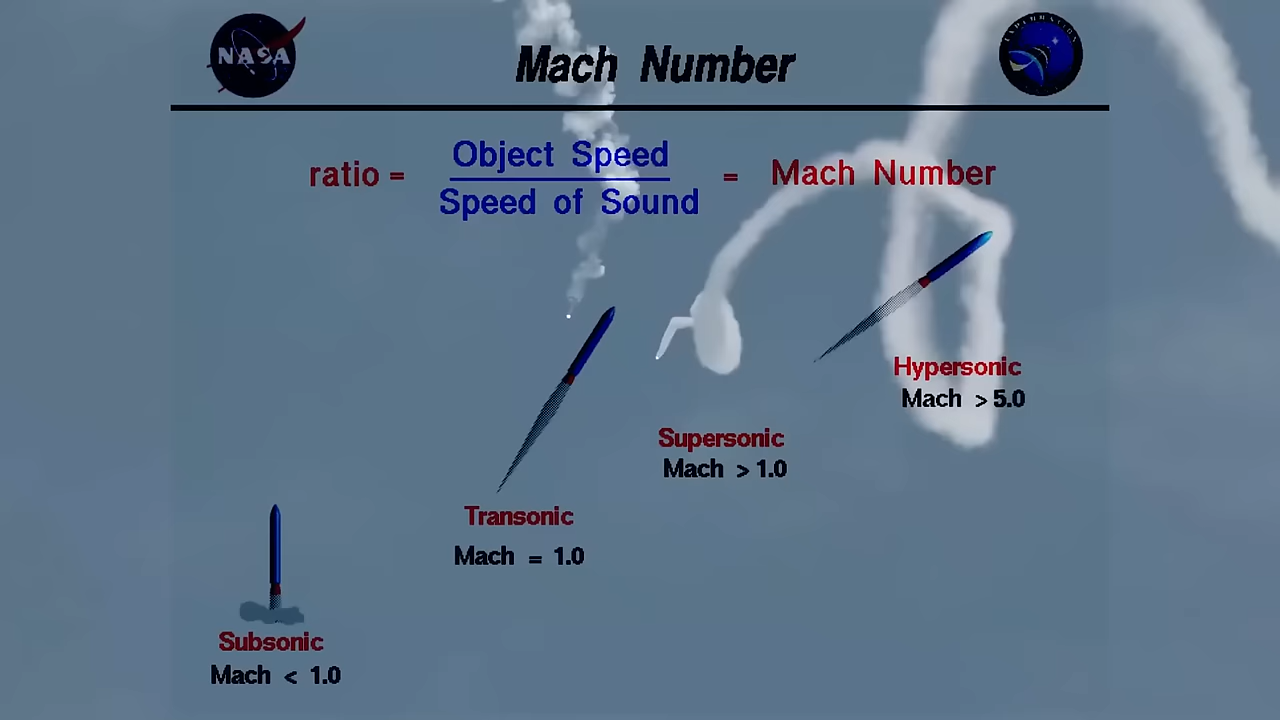 NASA
Mach Number
EXPLORATION
ratio = Object Speed = Mach Number
Speed of Sound
Hypersonic
Mach > 5.0
Supersonic
Mach > 1.0
Transonic
Mach = 1.0
Subsonic
Mach < 1.0